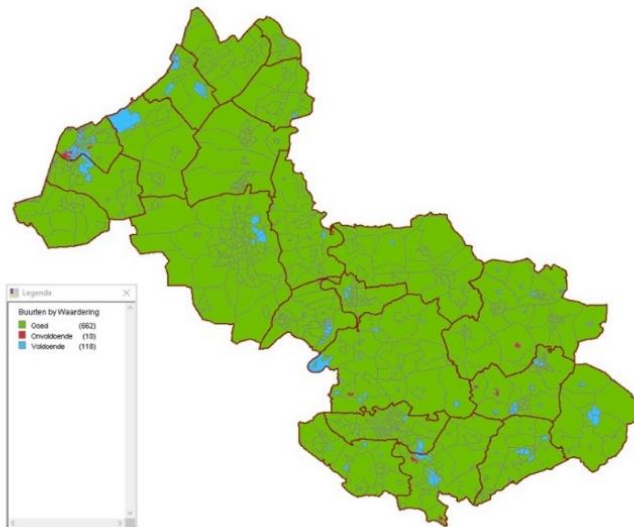 Legenda
Buurten by Waardering
Goed (662)
Onvoldoende (10)
Voldoende (118)